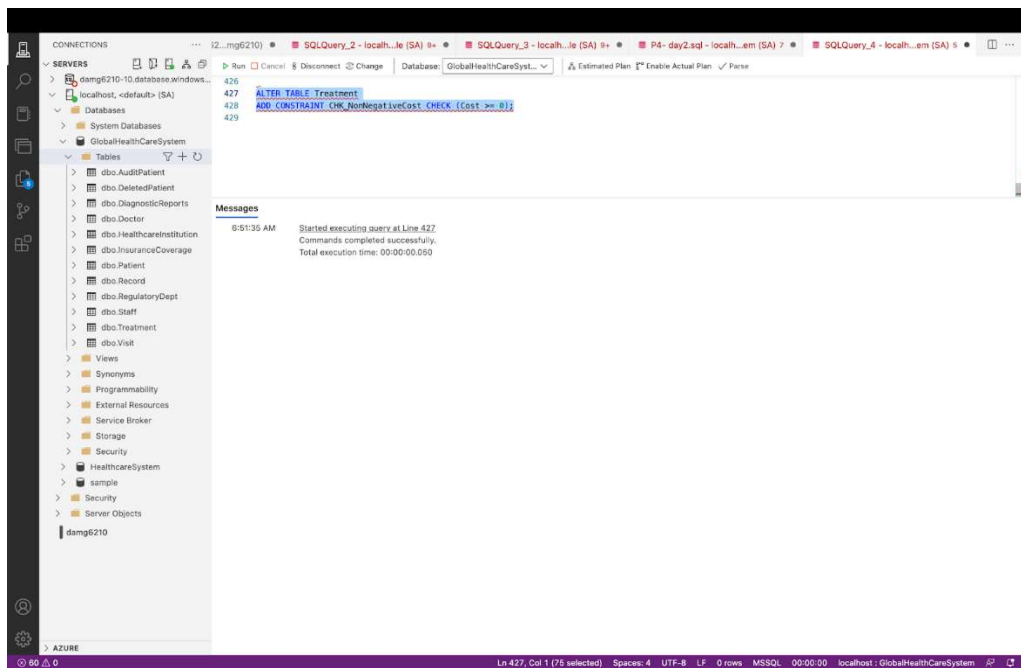 CONNECTIONS
SERVERS
damg6210-10.database.windows...
localhost, <default> (SA)
Databases
System Databases
GlobalHealthCareSystem
Tables
dbo.AuditPatient
dbo.DeletedPatient
dbo.DiagnosticReports
dbo.Doctor
dbo.HealthcareInstitution
dbo.InsuranceCoverage
dbo.Patient
dbo.Record
dbo.RegulatoryDept
dbo.Staff
dbo.Treatment
dbo.Visit
Views
Synonyms
Programmability
External Resources
Service Broker
Storage
Security
HealthcareSystem
sample
Security
Server Objects
damg6210
AZURE
i2...mg6210) SQLQuery_2 - localh...le (SA) 9+ SQLQuery_3 - localh...le (SA) 9+ P4- day2.sql - localh...em (SA) 7 SQLQuery_4 - localh...em (SA) 5
Run Cancel Disconnect Change Database: GlobalHealthCareSyst... Estimated Plan Enable Actual Plan Parse
426
427 ALTER TABLE Treatment
428 ADD CONSTRAINT CHK_NonNegativeCost CHECK (Cost >= 0);
429
Messages
6:51:35 AM Started executing query at Line 427
Commands completed successfully.
Total execution time: 00:00:00.050
60 0 Ln 427, Col 1 (75 selected) Spaces: 4 UTF-8 LF 0 rows MSSQL 00:00:00 localhost : GlobalHealthCareSystem